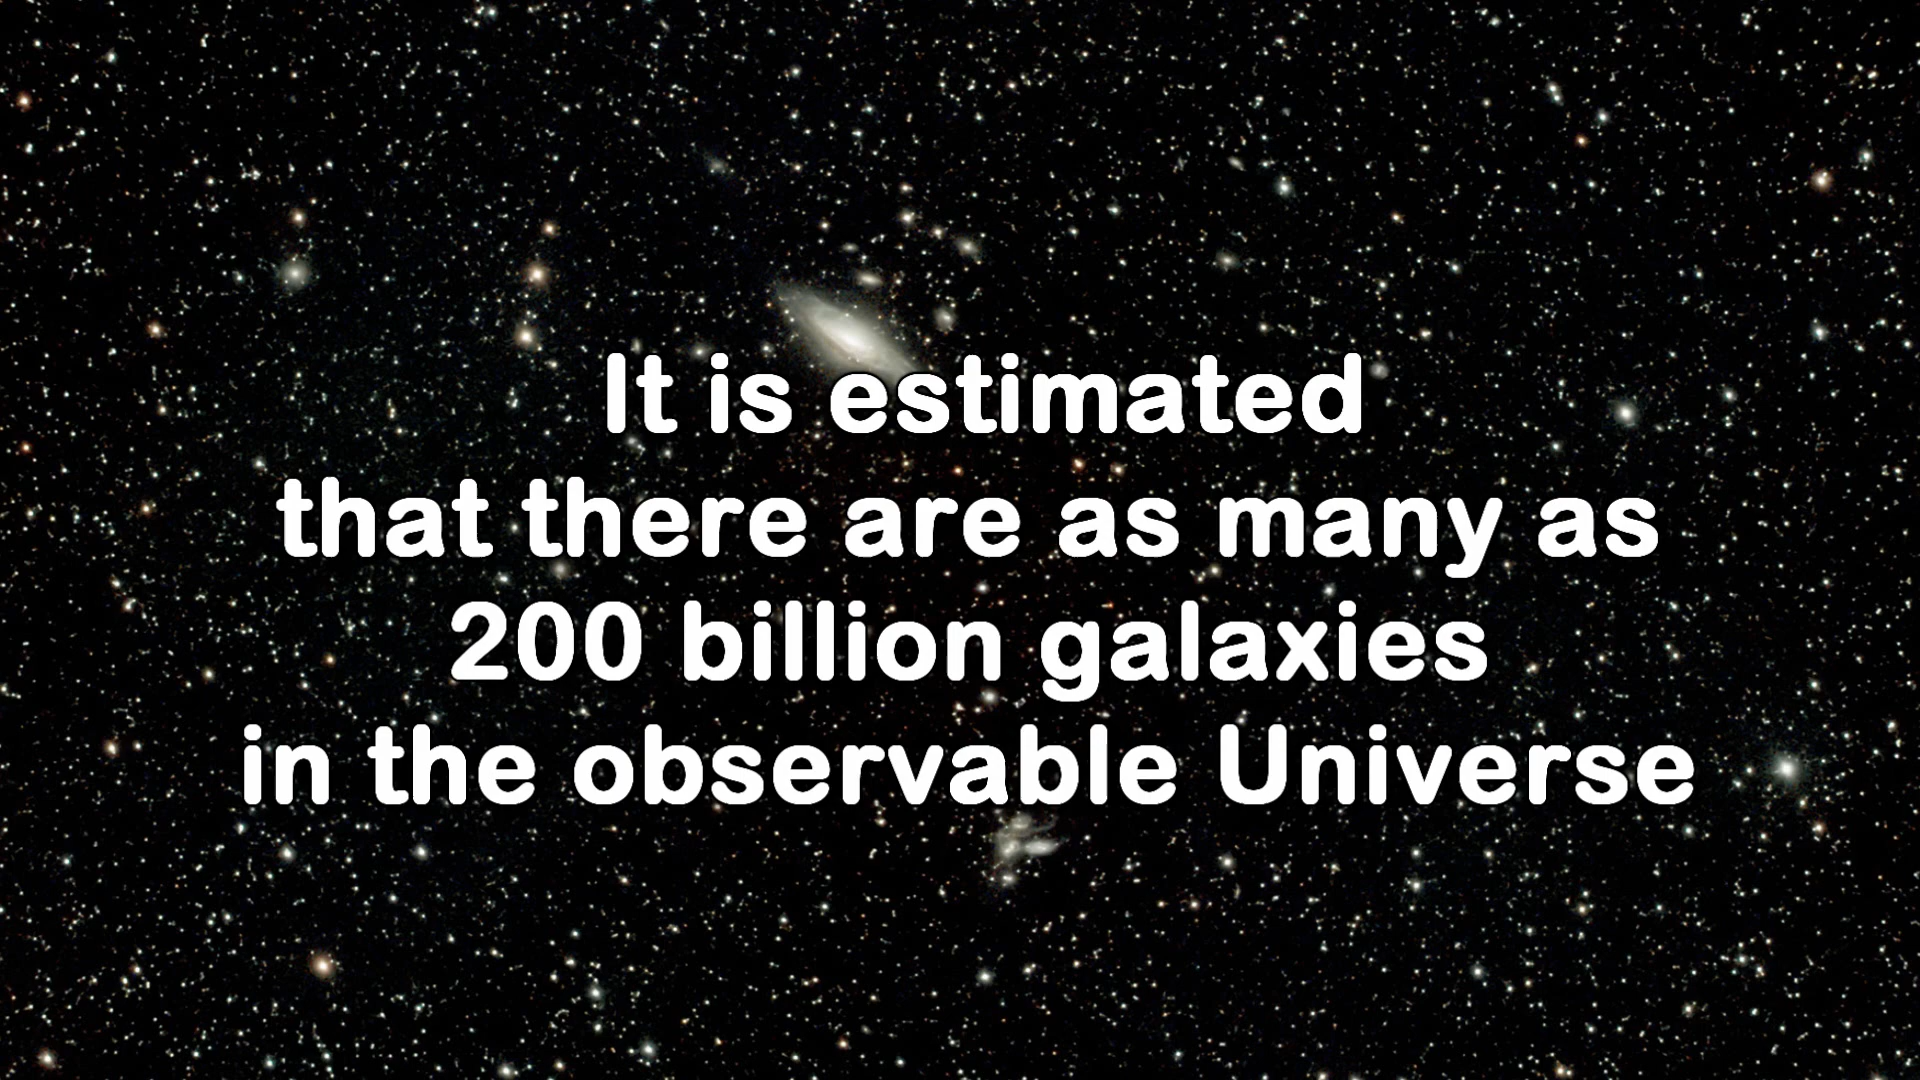 It is estimated
that there are as many as
200 billion galaxies
in the observable Universe